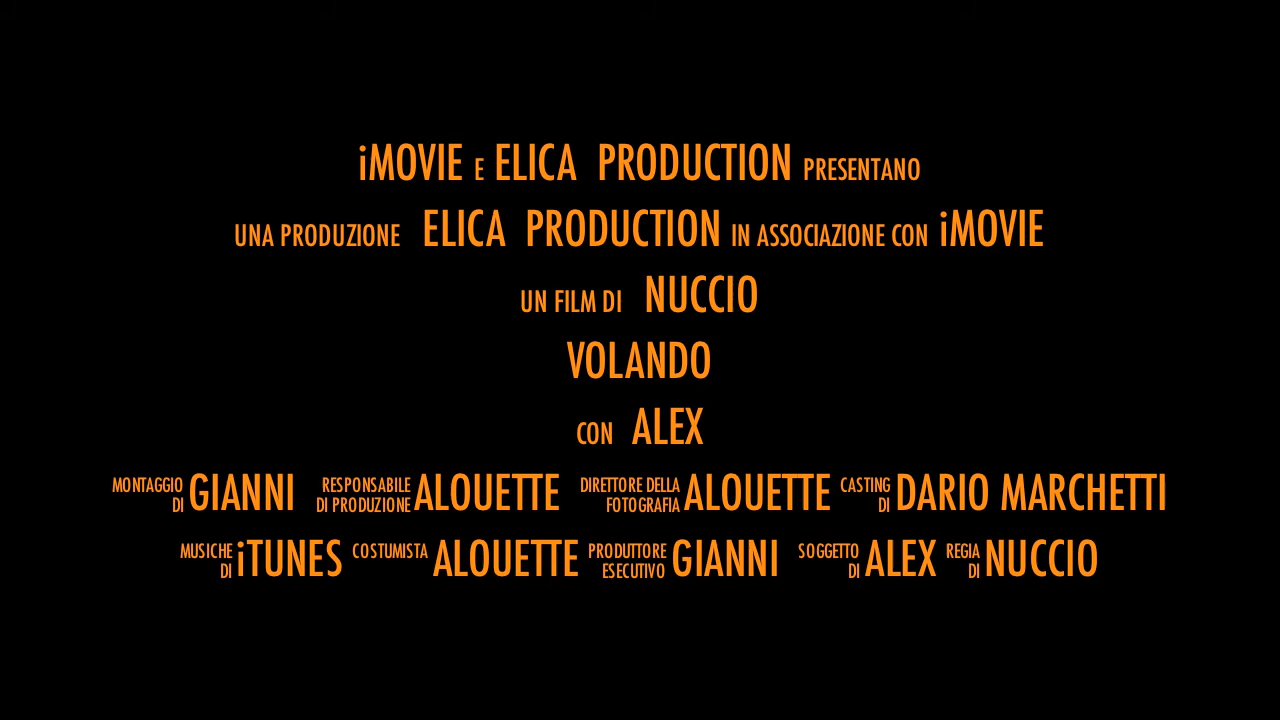 iMOVIE E ELICA PRODUCTION PRESENTANO
UNA PRODUZIONE ELICA PRODUCTION IN ASSOCIAZIONE CON iMOVIE
UN FILM DI NUCCIO
VOLANDO
CON ALEX
MONTAGGIO DI GIANNI RESPONSABILE DI PRODUZIONE ALOUETTE DIRETTORE DELLA FOTOGRAFIA ALOUETTE CASTING DI DARIO MARCHETTI
MUSICHE DI iTUNES COSTUMISTA ALOUETTE PRODUTTORE ESECUTIVO GIANNI SOGGETTO DI ALEX REGIA DI NUCCIO